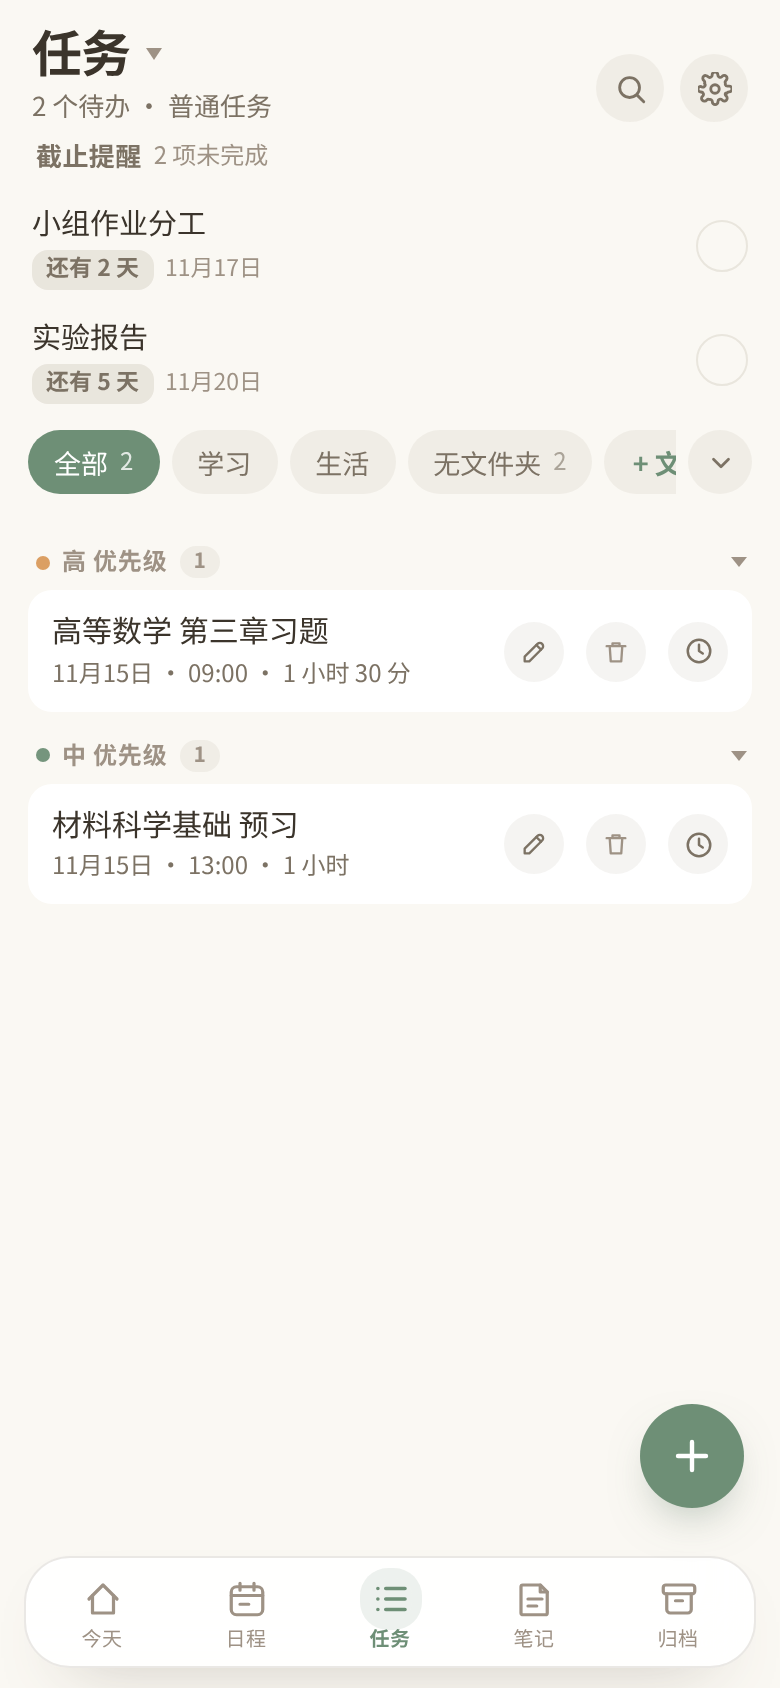 任务
2 个待办 • 普通任务
截止提醒 2 项未完成
小组作业分工
还有 2 天 11月17日
实验报告
还有 5 天 11月20日
全部 2 学习 生活 无文件夹 2 + 文
高 优先级 1
高等数学 第三章习题
11月15日 • 09:00 • 1 小时 30 分
中 优先级 1
材料科学基础 预习
11月15日 • 13:00 • 1 小时
今天 日程 任务 笔记 归档